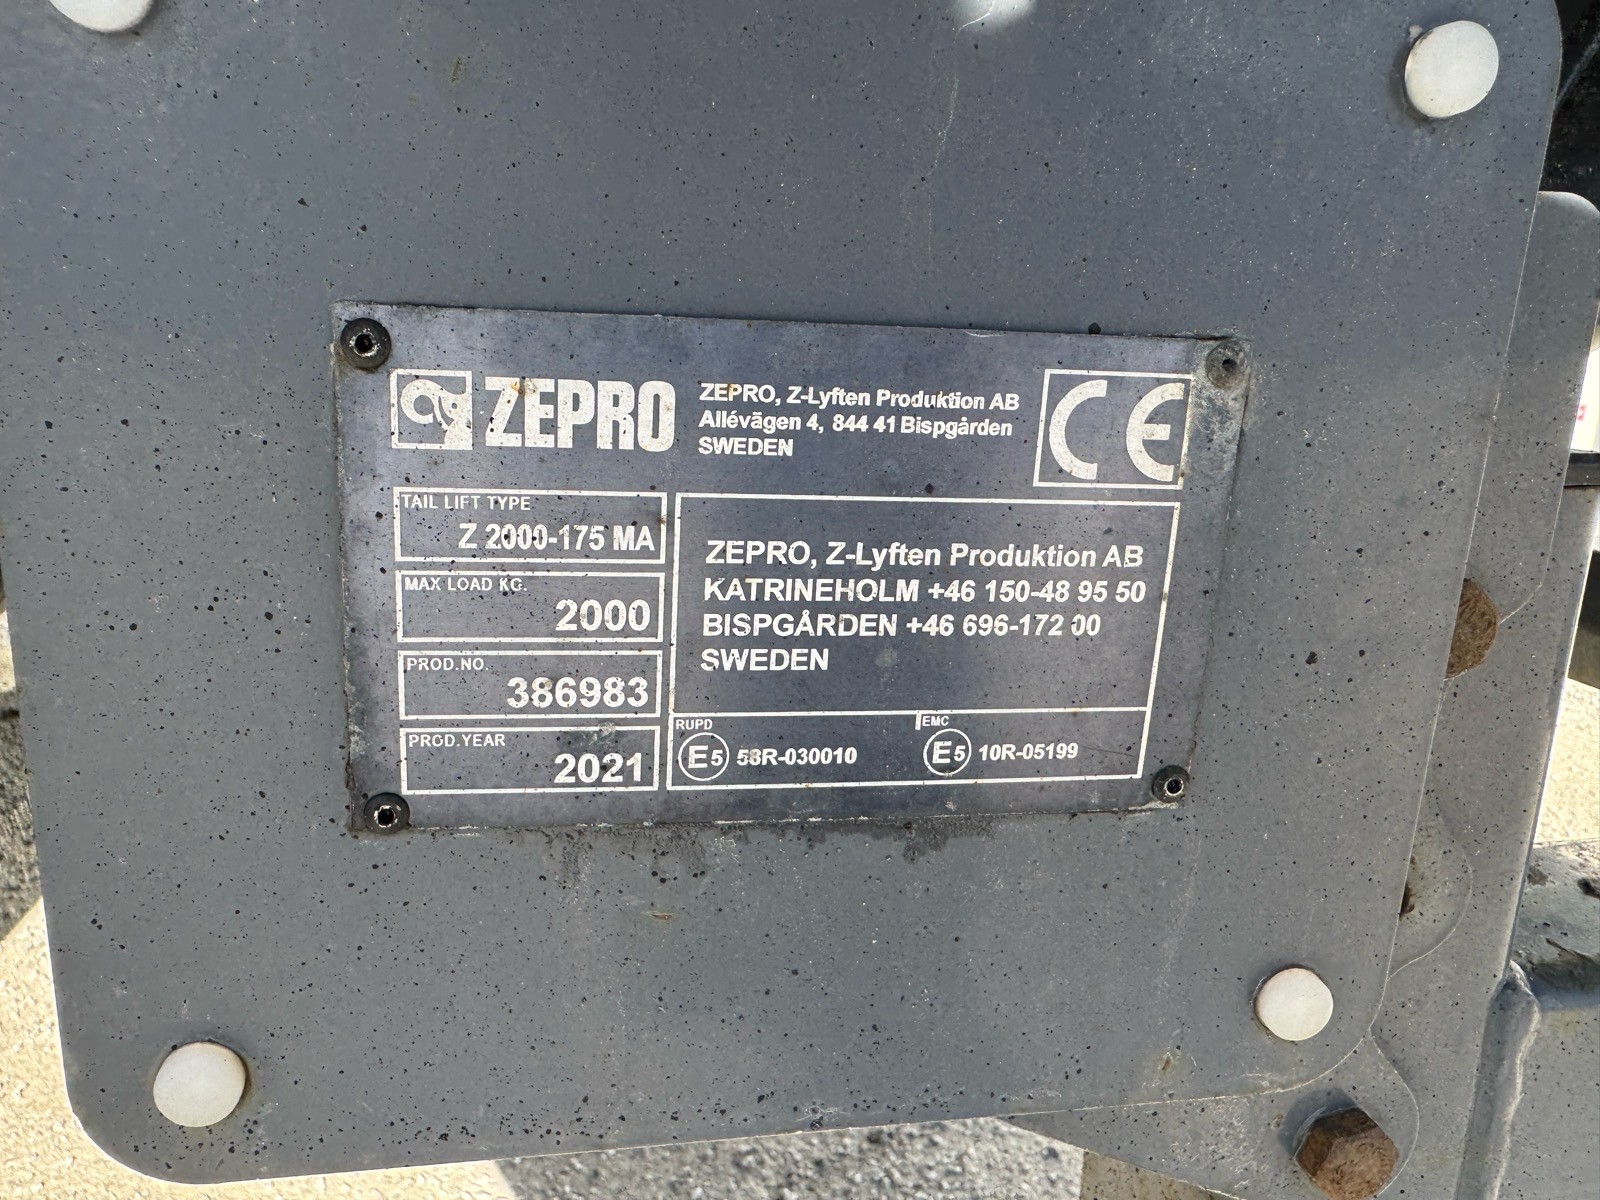 ZEPRO
ZEPRO, Z-Lyften Produktion AB
Allévägen 4, 844 41 Bispgården
SWEDEN
CE
TAIL LIFT TYPE
Z 2000-175 MA
MAX LOAD KG.
2000
PROD.NO.
386983
PROD.YEAR
2021
ZEPRO, Z-Lyften Produktion AB
KATRINEHOLM +46 150-48 95 50
BISPGÅRDEN +46 696-172 00
SWEDEN
RUPD
E5 58R-030010
EMC
E5 10R-05199